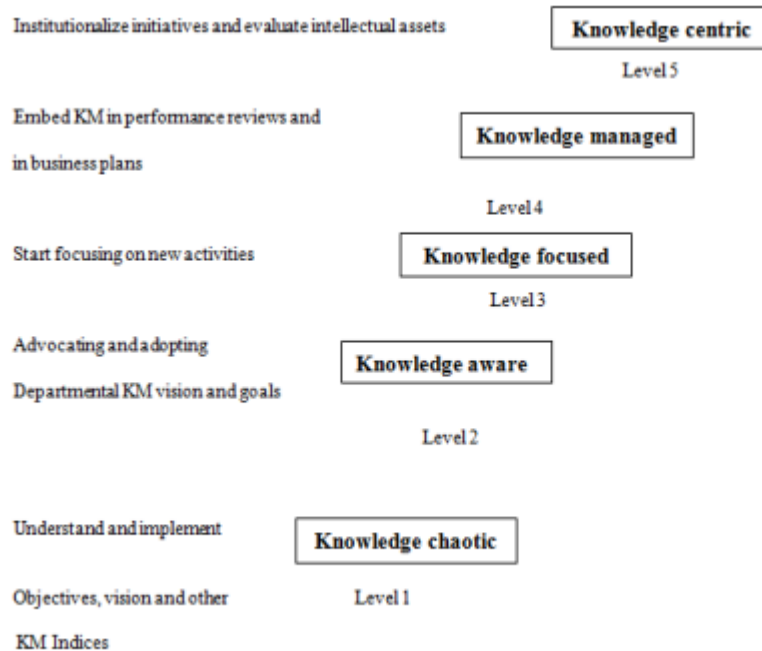 Institutionalize initiatives and evaluate intellectual assets
Knowledge centric
Level 5
Embed KM in performance reviews and
in business plans
Knowledge managed
Level 4
Start focusing on new activities
Knowledge focused
Level 3
Advocating and adopting
Departmental KM vision and goals
Knowledge aware
Level 2
Understand and implement
Knowledge chaotic
Objectives, vision and other
Level 1
KM Indices